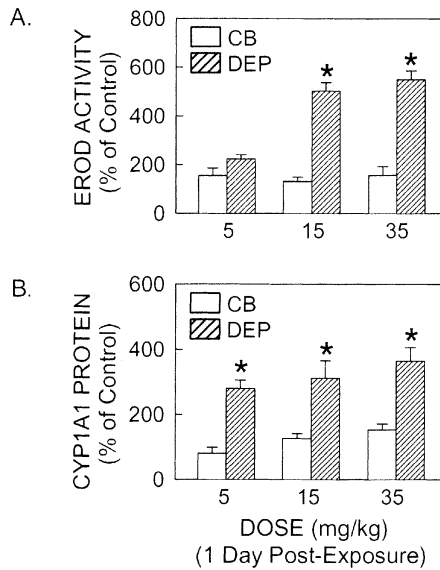 A.
EROD ACTIVITY
(% of Control)
800
600
400
200
0
CB
DEP
*
*
5
15
35
B.
CYP1A1 PROTEIN
(% of Control)
600
400
200
0
CB
DEP
*
*
*
5
15
35
DOSE (mg/kg)
(1 Day Post-Exposure)